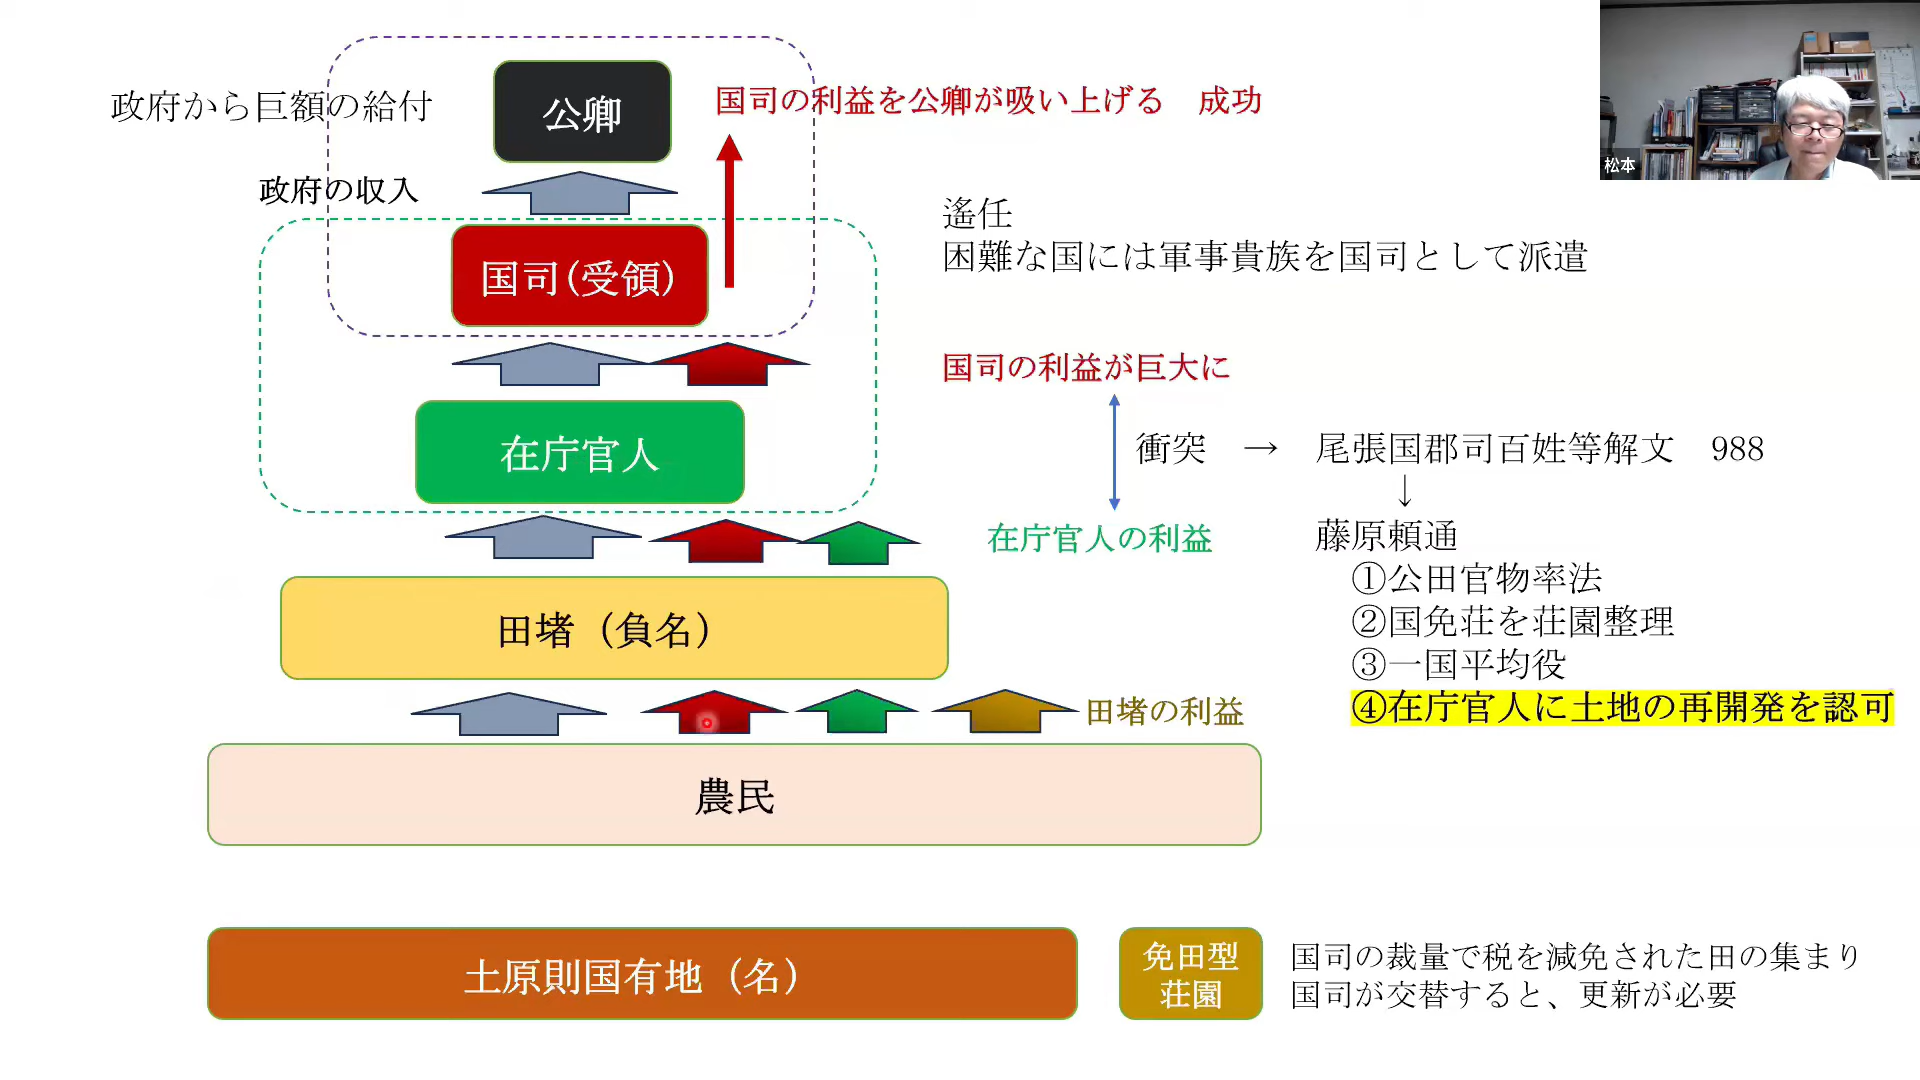 公卿
政府から巨額の給付
国司の利益を公卿が吸い上げる　成功
松本
政府の収入
遙任
困難な国には軍事貴族を国司として派遣
国司(受領)
国司の利益が巨大に
在庁官人
衝突　→　尾張国郡司百姓等解文　988
↓
在庁官人の利益
藤原頼通
①公田官物率法
②国免荘を荘園整理
③一国平均役
④在庁官人に土地の再開発を認可
田堵（負名）
田堵の利益
農民
土原則国有地（名）
免田型
荘園
国司の裁量で税を減免された田の集まり
国司が交替すると、更新が必要